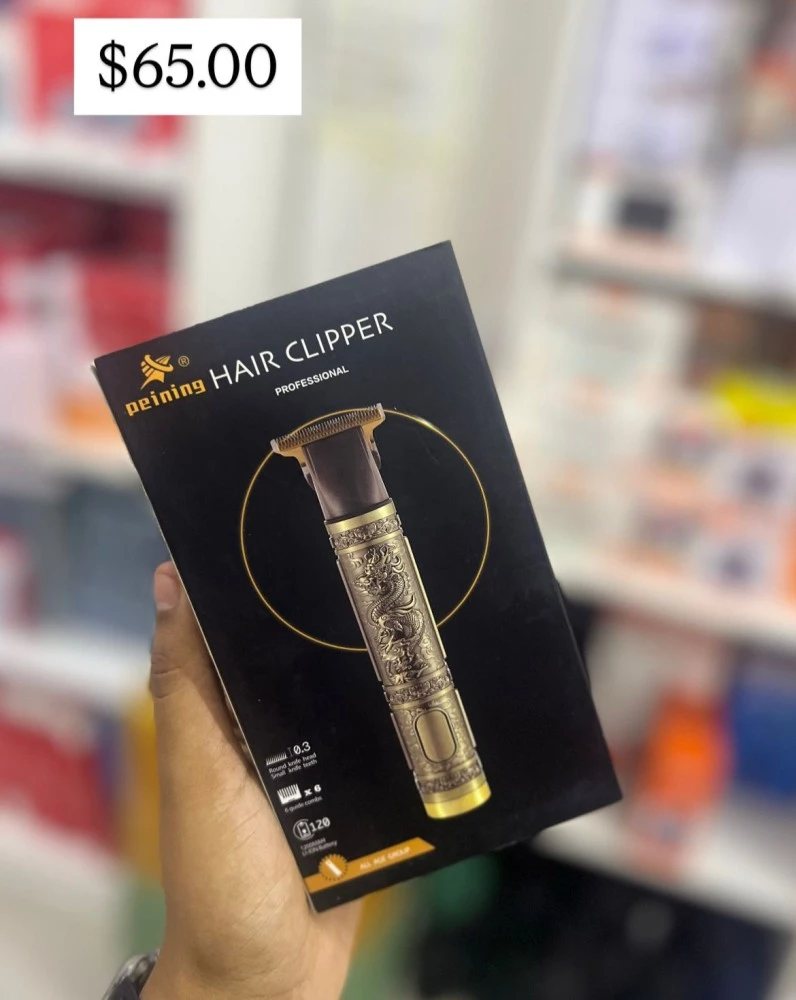 $65.00
peining®
HAIR CLIPPER
PROFESSIONAL
0.3
Round knife head
Small knife teeth
x 6
6 guide combs
120
ALL AGE GROUP